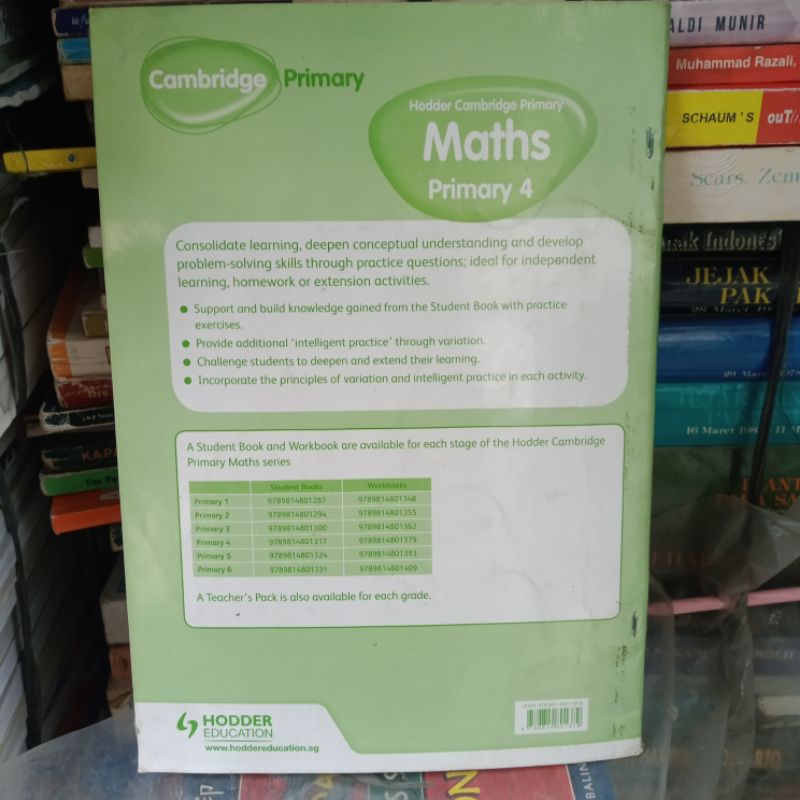 Cambridge Primary
Hodder Cambridge Primary
Maths
Primary 4
Consolidate learning, deepen conceptual understanding and develop
problem-solving skills through practice questions; ideal for independent
learning, homework or extension activities.
Support and build knowledge gained from the Student Book with practice
exercises.
Provide additional 'intelligent practice' through variation.
Challenge students to deepen and extend their learning.
Incorporate the principles of variation and intelligent practice in each activity.
A Student Book and Workbook are available for each stage of the Hodder Cambridge
Primary Maths series
Student Books Workbooks
Primary 1 9789814801287 9789814801348
Primary 2 9789814801294 9789814801355
Primary 3 9789814801300 9789814801362
Primary 4 9789814801317 9789814801379
Primary 5 9789814801324 9789814801393
Primary 6 9789814801331 9789814801409
A Teacher's Pack is also available for each grade.
HODDER
EDUCATION
www.hoddereducation.sg
ALDI MUNIR
Muhammad Razali,
SCHAUM'S ouTlin
Sears, Zem
JEJAK
PAK